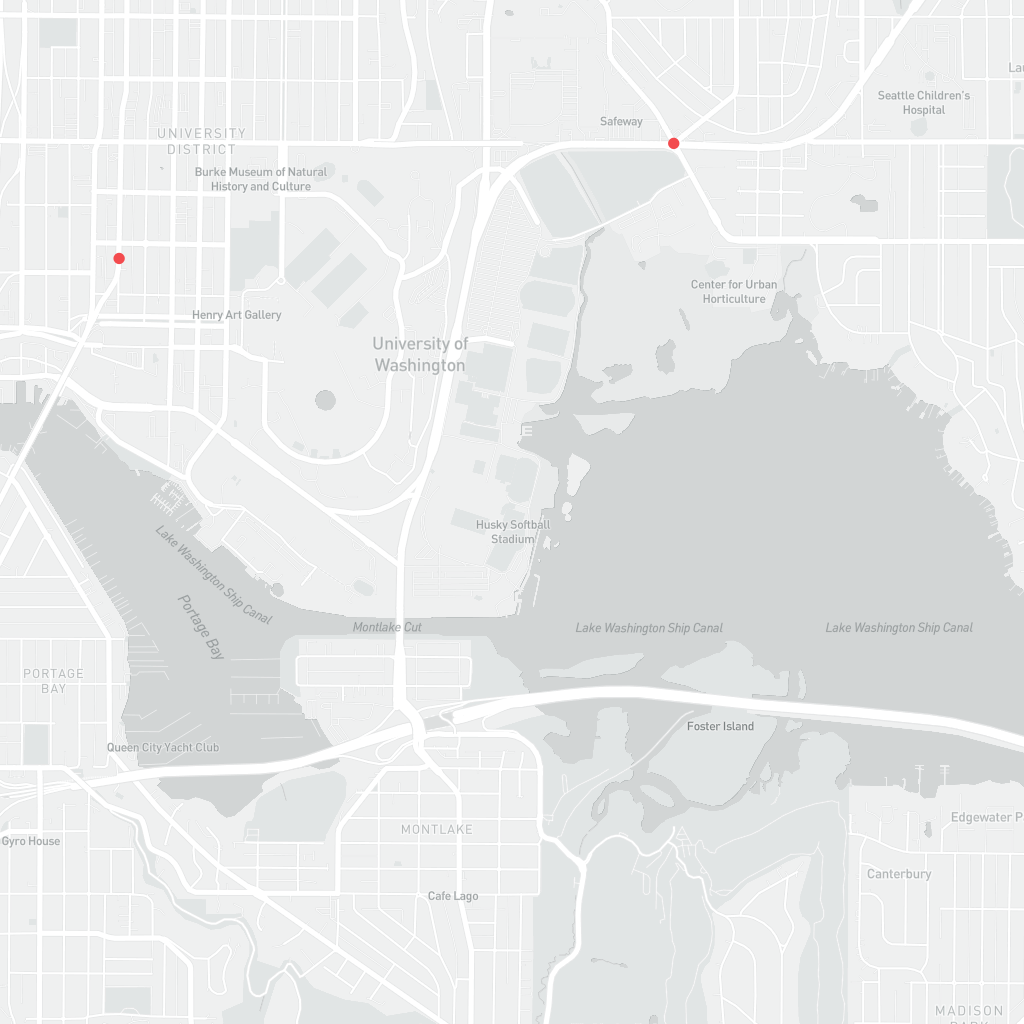 Lau
Seattle Children's
Hospital
Safeway
UNIVERSITY
DISTRICT
Burke Museum of Natural
History and Culture
Center for Urban
Horticulture
Henry Art Gallery
University of
Washington
Husky Softball
Stadium
Lake Washington Ship Canal
Portage Bay
Montlake Cut
Lake Washington Ship Canal
Lake Washington Ship Canal
PORTAGE
BAY
Foster Island
Queen City Yacht Club
MONTLAKE
Edgewater P
Gyro House
Canterbury
Cafe Lago
MADISON
PARK